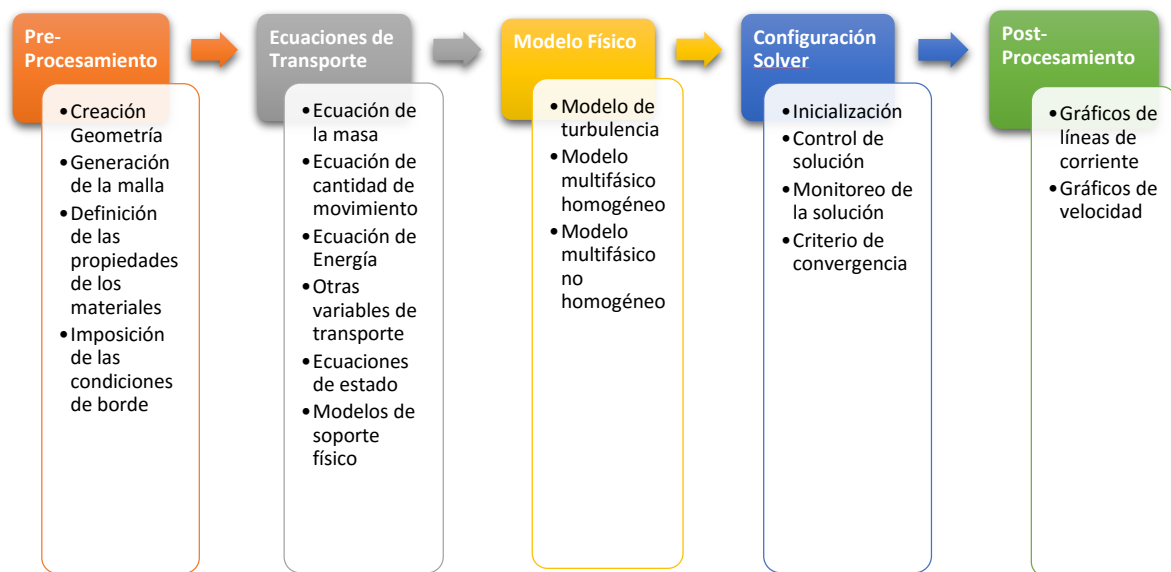 Pre-
Procesamiento
•Creación
Geometría
•Generación
de la malla
•Definición
de las
propiedades
de los
materiales
•Imposición
de las
condiciones
de borde
Ecuaciones de
Transporte
•Ecuación de
la masa
•Ecuación de
cantidad de
movimiento
•Ecuación de
Energía
•Otras
variables de
transporte
•Ecuaciones
de estado
•Modelos de
soporte
físico
Modelo Físico
•Modelo de
turbulencia
•Modelo
multifásico
homogéneo
•Modelo
multifásico
no
homogéneo
Configuración
Solver
•Inicialización
•Control de
solución
•Monitoreo de
la solución
•Criterio de
convergencia
Post-
Procesamiento
•Gráficos de
líneas de
corriente
•Gráficos de
velocidad